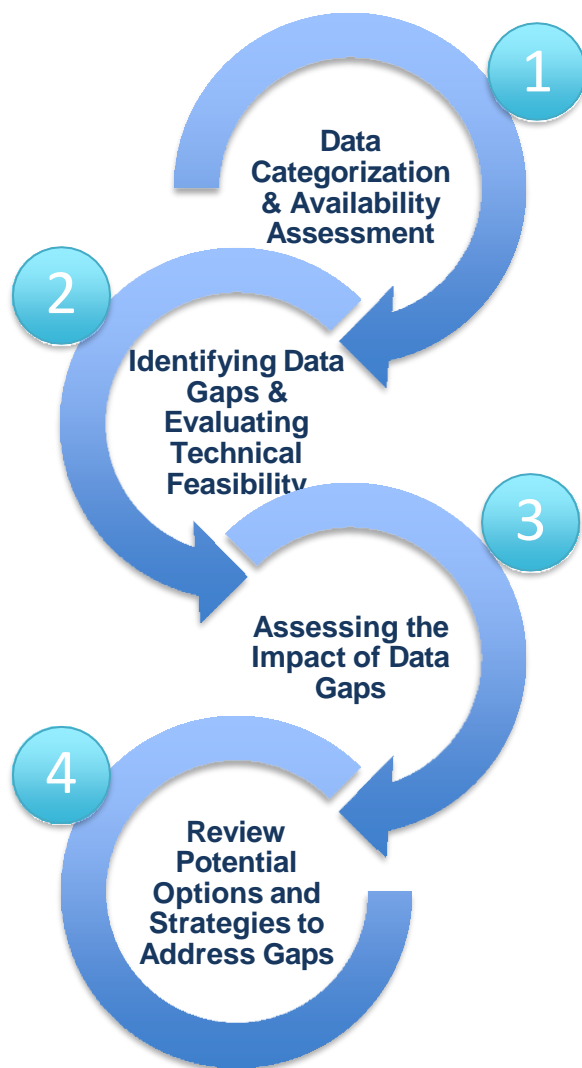 1
Data
Categorization
& Availability
Assessment
2
Identifying Data
Gaps &
Evaluating
Technical
Feasibility
3
Assessing the
Impact of Data
Gaps
4
Review
Potential
Options and
Strategies to
Address Gaps